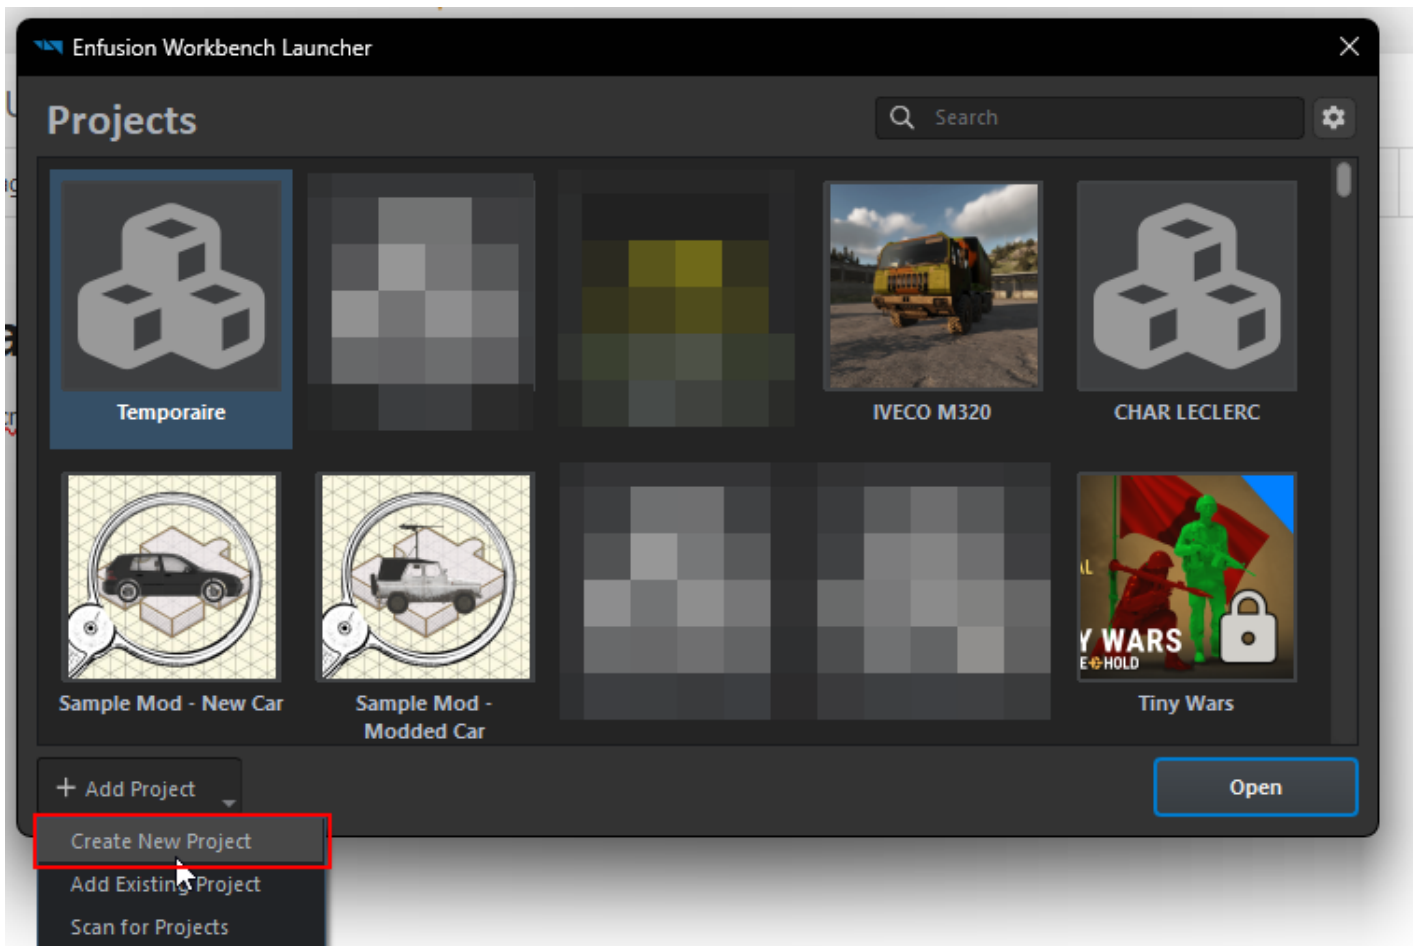 Enfusion Workbench Launcher
Projects
Search
Temporaire
IVECO M320
CHAR LECLERC
Y WARS
HOLD
Sample Mod - New Car
Sample Mod -
Modded Car
Tiny Wars
+ Add Project
Open
Create New Project
Add Existing Project
Scan for Projects